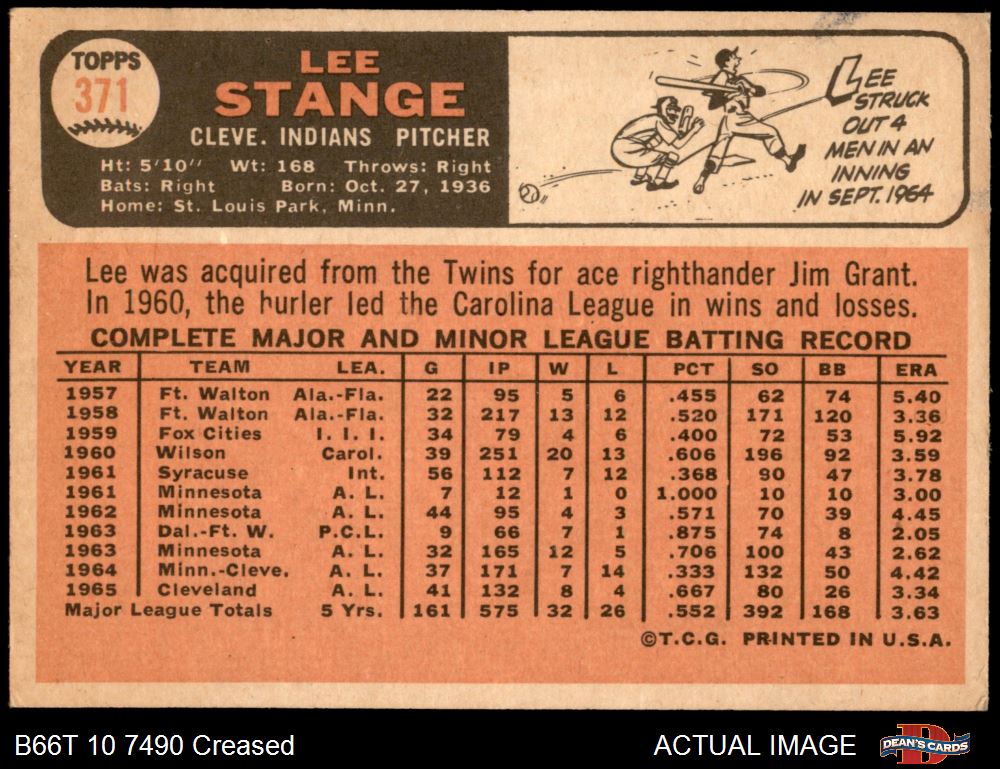 TOPPS
371
LEE
STANGE
CLEVE. INDIANS PITCHER
Ht: 5'10" Wt: 168 Throws: Right
Bats: Right Born: Oct. 27, 1936
Home: St. Louis Park, Minn.
LEE
STRUCK
OUT 4
MEN IN AN
INNING
IN SEPT. 1964
Lee was acquired from the Twins for ace righthander Jim Grant.
In 1960, the hurler led the Carolina League in wins and losses.
COMPLETE MAJOR AND MINOR LEAGUE BATTING RECORD
YEAR TEAM LEA. G IP W L PCT SO BB ERA
1957 Ft. Walton Ala.-Fla. 22 95 5 6 .455 62 74 5.40
1958 Ft. Walton Ala.-Fla. 32 217 13 12 .520 171 120 3.36
1959 Fox Cities I. I. I. 34 79 4 6 .400 72 53 5.92
1960 Wilson Carol. 39 251 20 13 .606 196 92 3.59
1961 Syracuse Int. 56 112 7 12 .368 90 47 3.78
1961 Minnesota A. L. 7 12 1 0 1.000 10 10 3.00
1962 Minnesota A. L. 44 95 4 3 .571 70 39 4.45
1963 Dal.-Ft. W. P.C.L. 9 66 7 1 .875 74 8 2.05
1963 Minnesota A. L. 32 165 12 5 .706 100 43 2.62
1964 Minn.-Cleve. A. L. 37 171 7 14 .333 132 50 4.42
1965 Cleveland A. L. 41 132 8 4 .667 80 26 3.34
Major League Totals 5 Yrs. 161 575 32 26 .552 392 168 3.63
©T.C.G. PRINTED IN U.S.A.
B66T 10 7490 Creased
ACTUAL IMAGE
DEAN'S CARDS